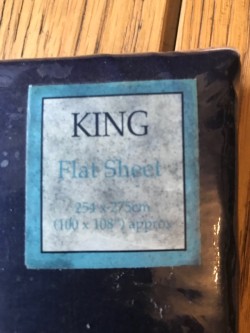 KING
Flat Sheet
254 x 275cm
(100 x 108") approx